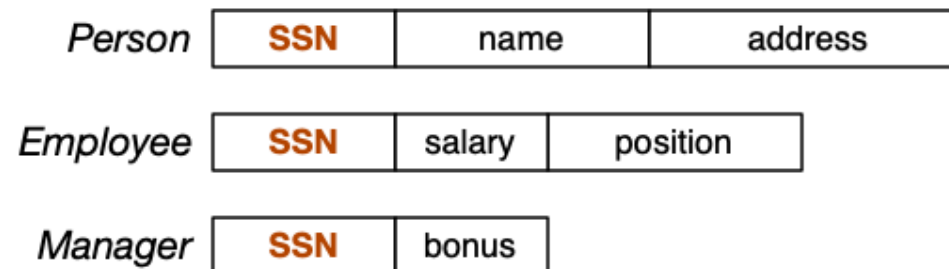 Person SSN name address
Employee SSN salary position
Manager SSN bonus